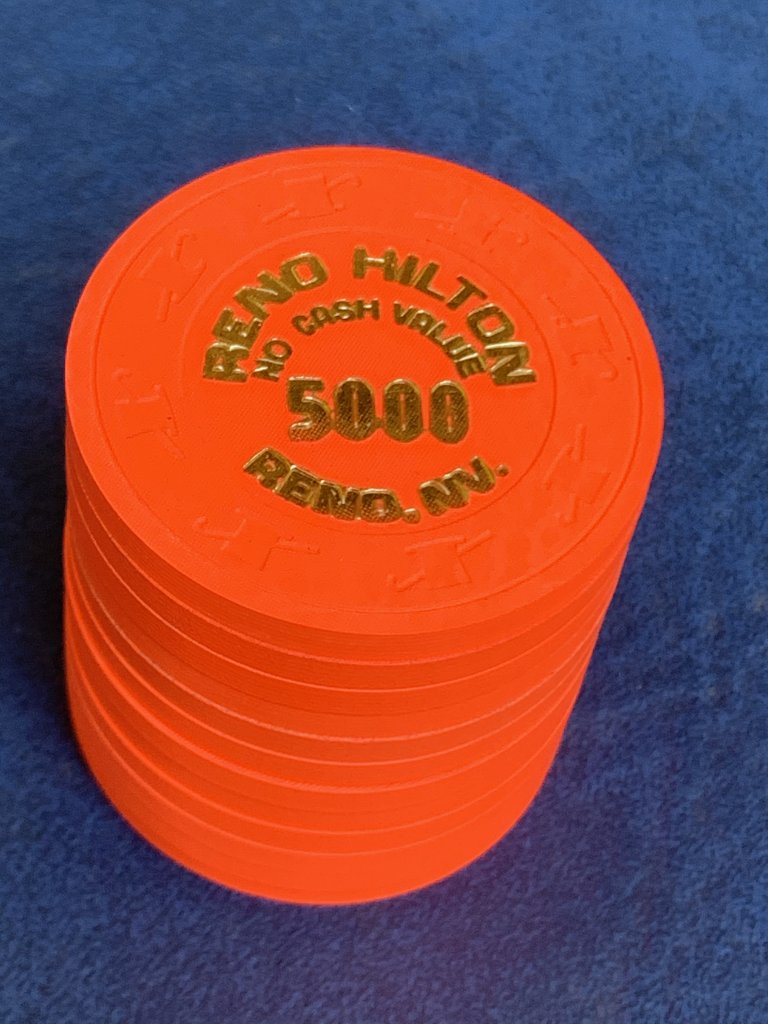 RENO HILTON
NO CASH VALUE
5000
RENO, NV.